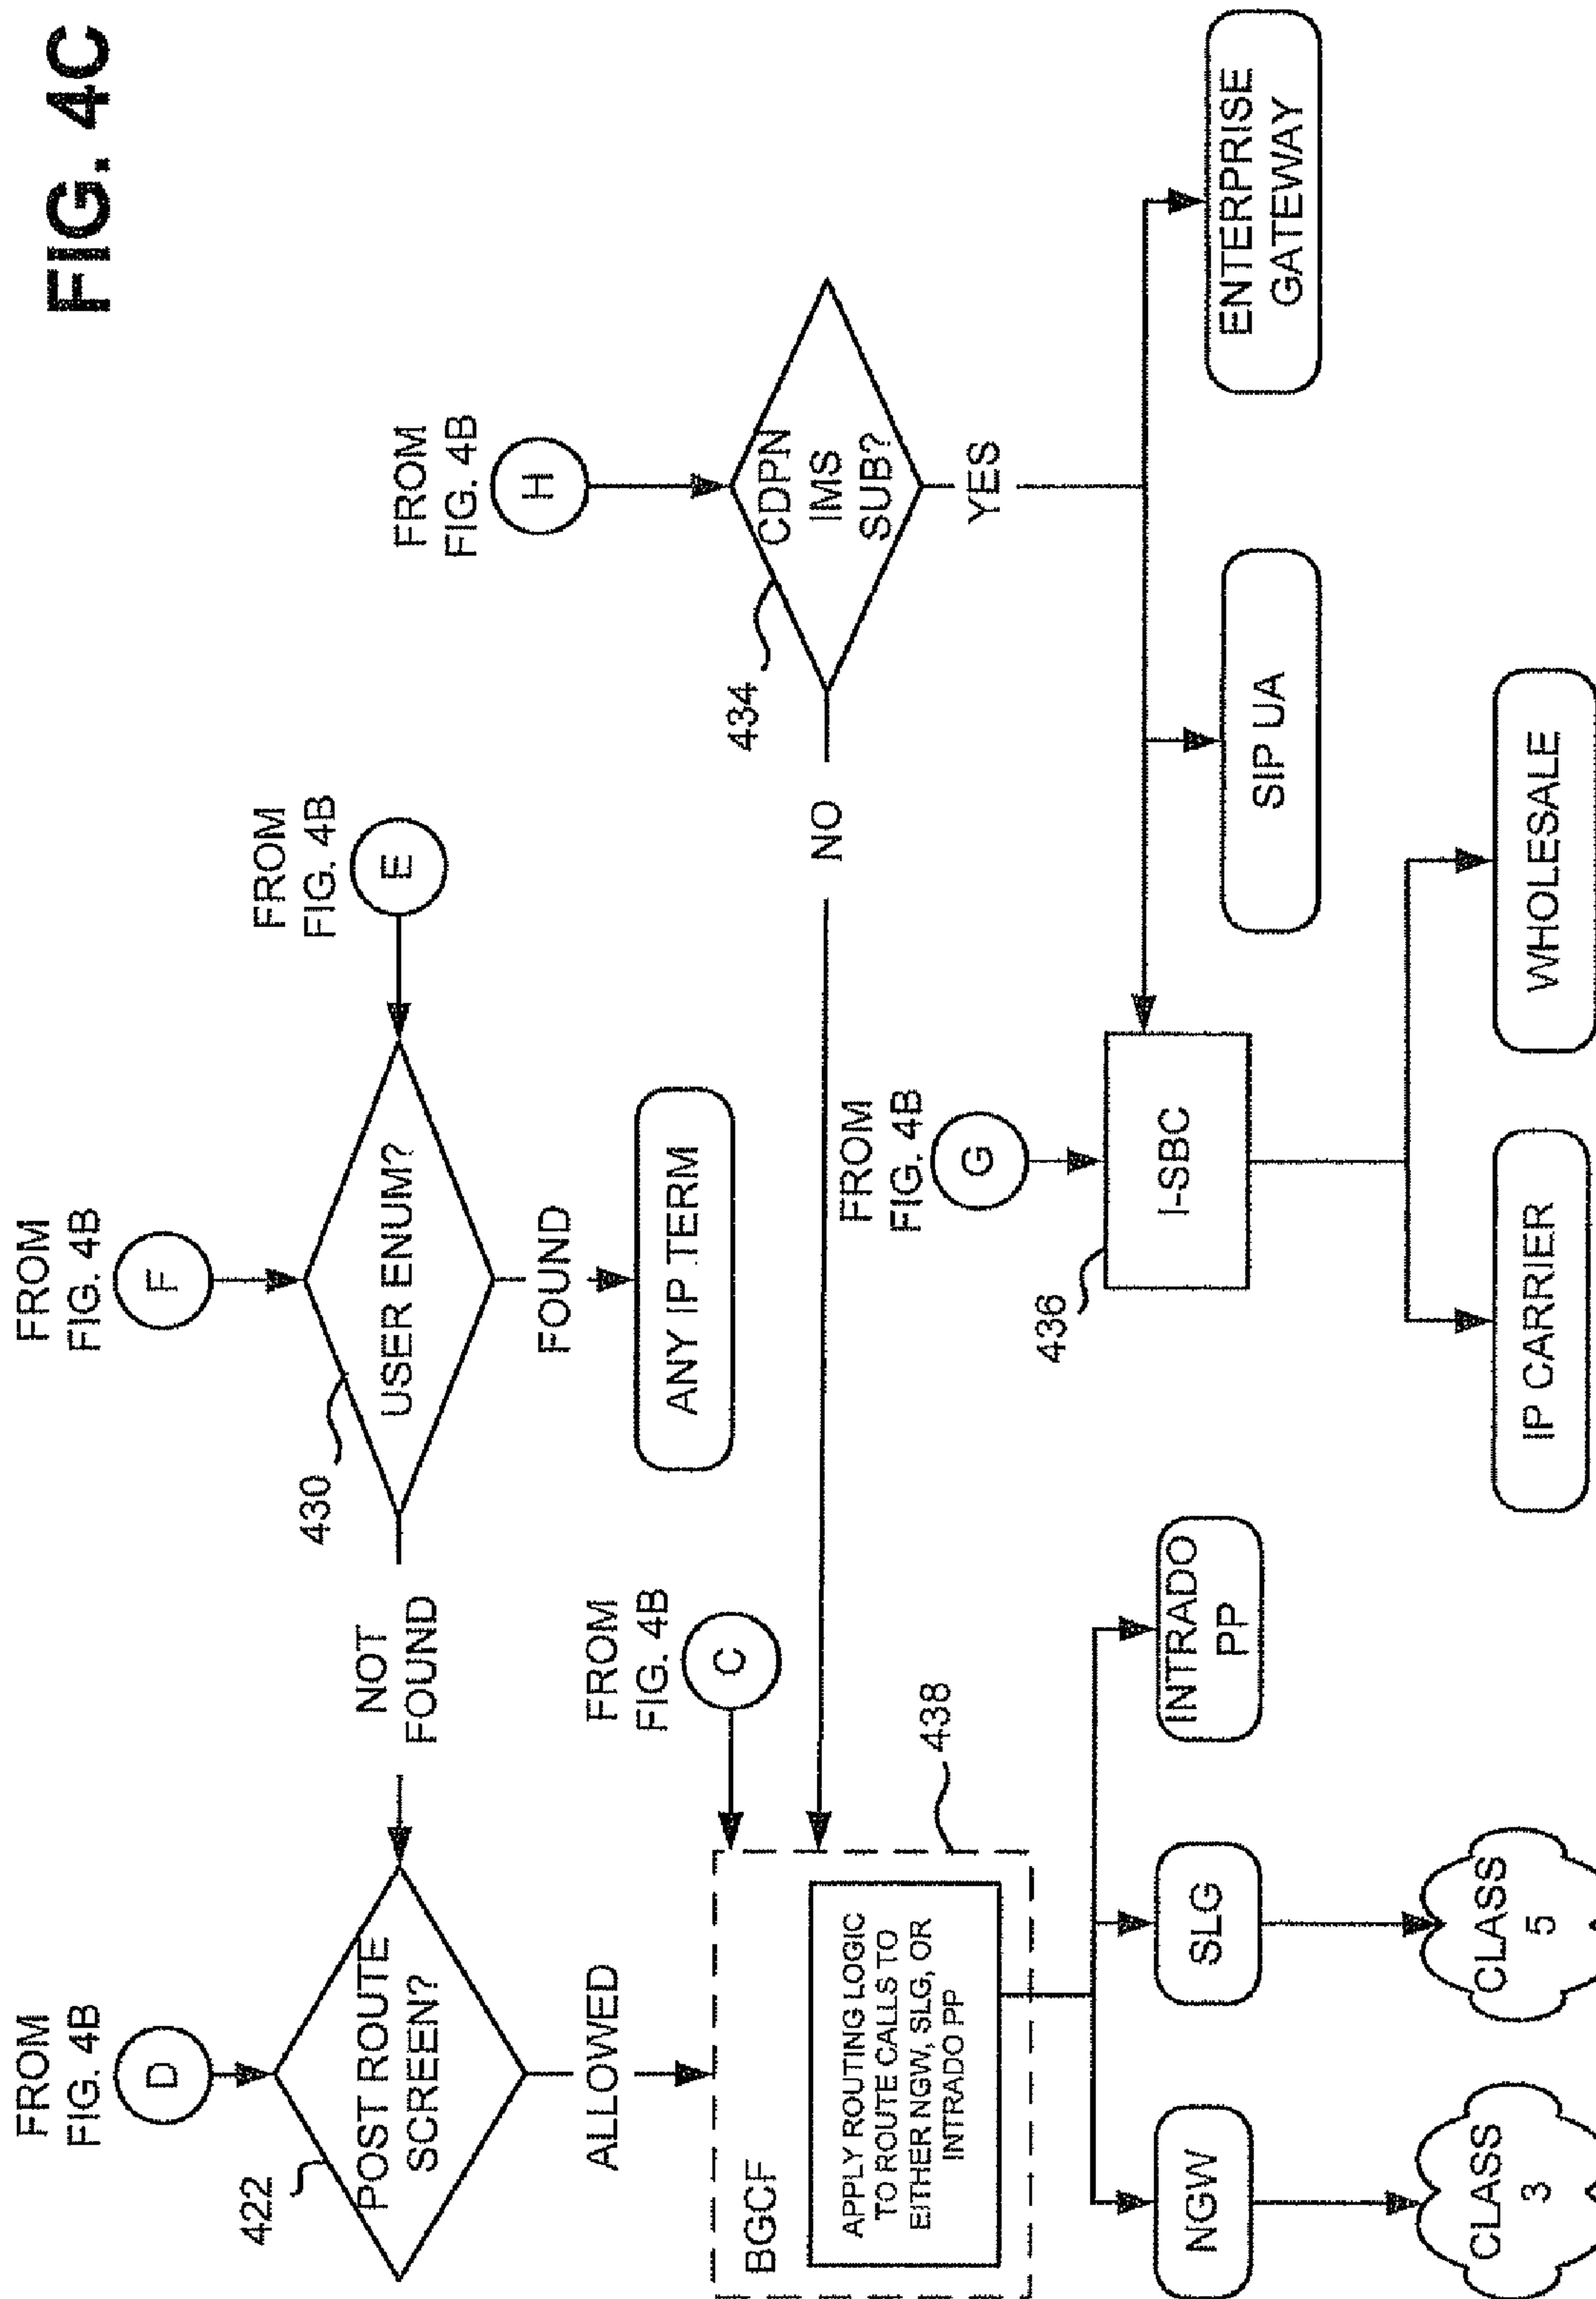 FIG. 4C
FROM
FIG. 4B
D
FROM
FIG. 4B
F
422
POST ROUTE
SCREEN?
NOT
FOUND
430
USER ENUM?
FROM
FIG. 4B
E
ALLOWED
FOUND
ANY IP TERM
FROM
FIG. 4B
H
FROM
FIG. 4B
C
NO
434
CDPN
IMS
SUB?
YES
BGCF
438
APPLY ROUTING LOGIC
TO ROUTE CALLS TO
EITHER NGW, SLG, OR
INTRADO PP
FROM
FIG. 4B
G
436
I-SBC
NGW
SLG
INTRADO
PP
SIP UA
ENTERPRISE
GATEWAY
CLASS
3
CLASS
5
IP CARRIER
WHOLESALE